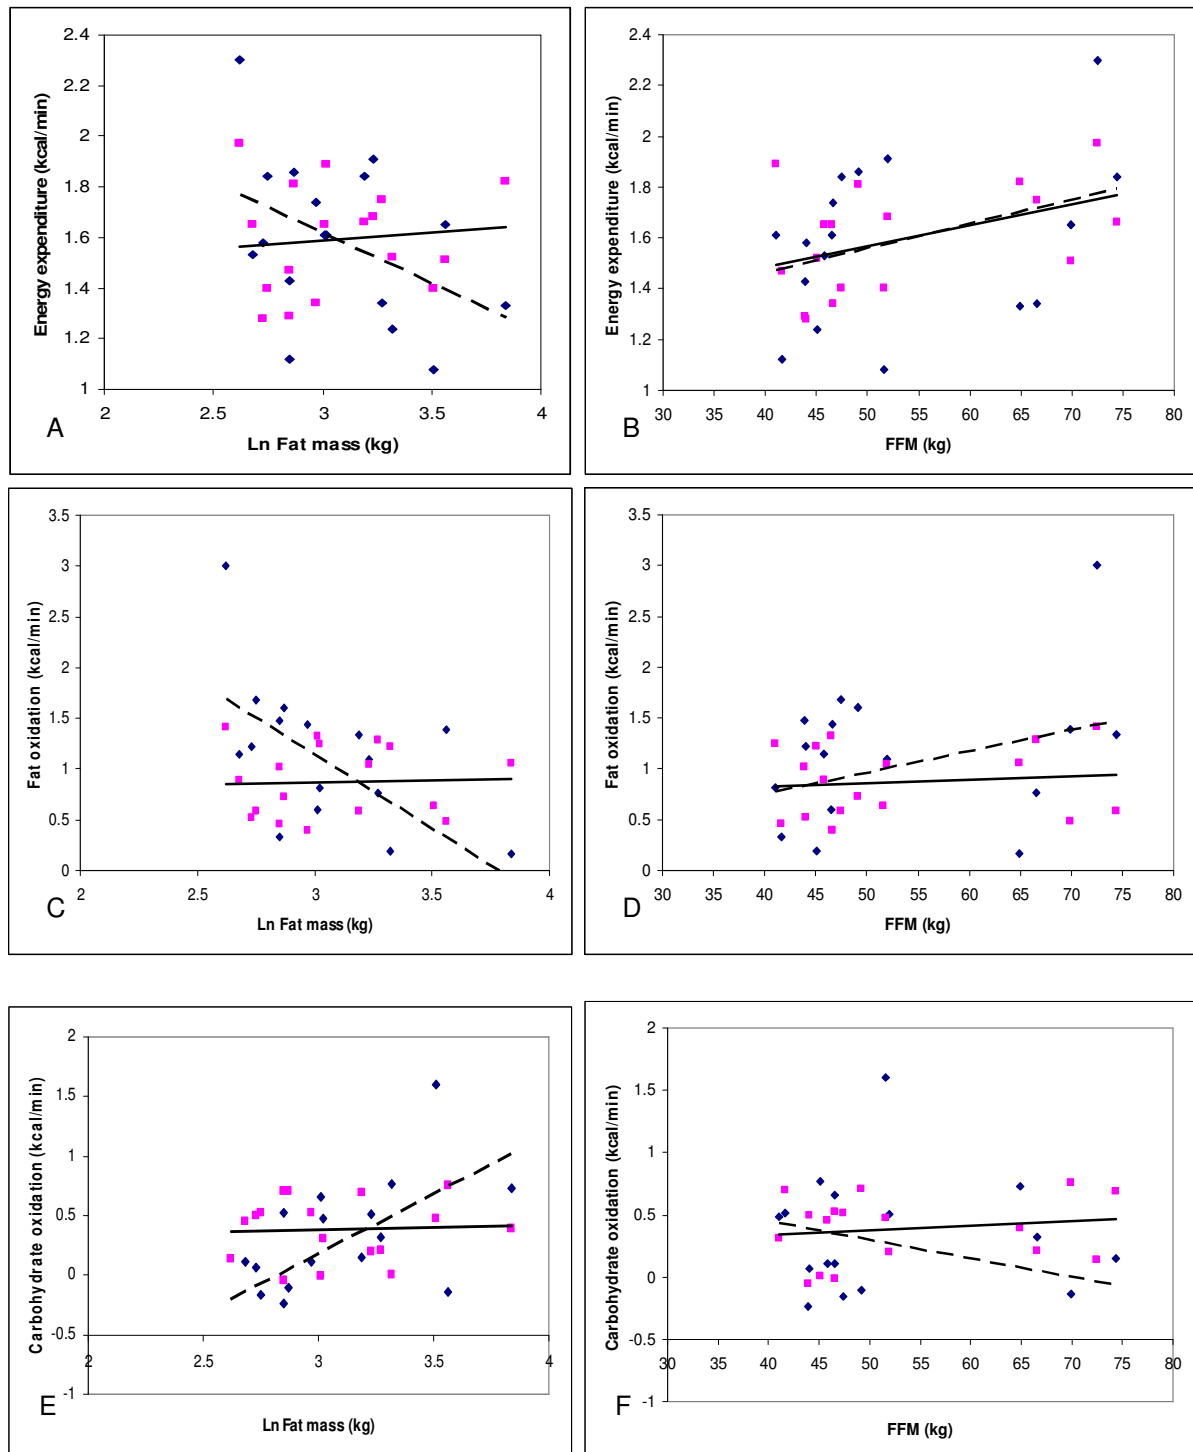 2.4
2.2
2
1.8
1.6
1.4
1.2
1
2
2.5
3
3.5
4
Energy expenditure (kcal/min)
Ln Fat mass (kg)
A
2.4
2.2
2
1.8
1.6
1.4
1.2
1
30 35 40 45 50 55 60 65 70 75 80
Energy expenditure (kcal/min)
FFM (kg)
B
3.5
3
2.5
2
1.5
1
0.5
0
2 2.5 3 3.5 4
Fat oxidation (kcal/min)
Ln Fat mass (kg)
C
3.5
3
2.5
2
1.5
1
0.5
0
30 35 40 45 50 55 60 65 70 75 80
Fat oxidation (kcal/min)
FFM (kg)
D
2
1.5
1
0.5
0
-0.5
-1
2 2.5 3 3.5 4
Carbohydrate oxidation (kcal/min)
Ln Fat mass (kg)
E
2
1.5
1
0.5
0
-0.5
-1
30 35 40 45 50 55 60 65 70 75 80
Carbohydrate oxidation (kcal/min)
FFM (kg)
F